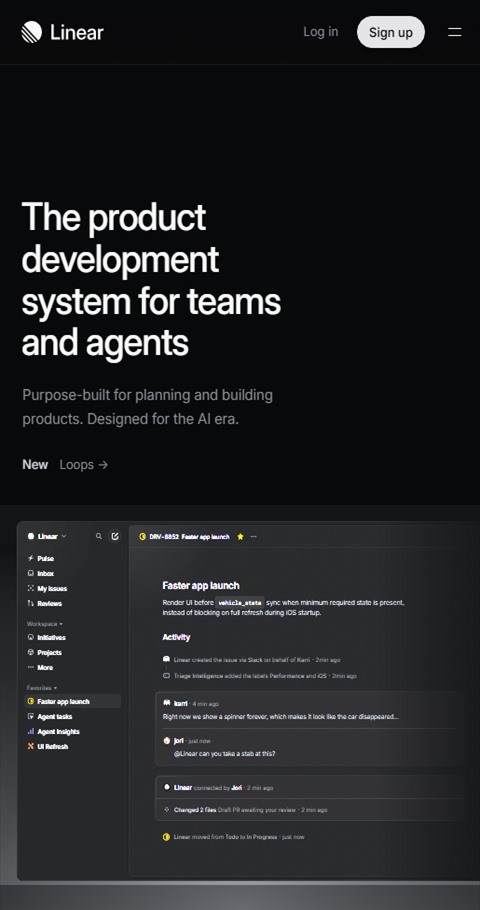 Linear
Log in
Sign up
The product
development
system for teams
and agents
Purpose-built for planning and building
products. Designed for the AI era.
New Loops →
Linear
Pulse
Inbox
My issues
Reviews
Workspace
Initiatives
Projects
More
Favorites
Faster app launch
Agent tasks
Agent Insights
UI Refresh
DRV-8852 Faster app launch
Faster app launch
Render UI before vehicle_state sync when minimum required state is present,
instead of blocking on full refresh during iOS startup.
Activity
Linear created the issue via Slack on behalf of Karri · 2min ago
Triage Intelligence added the labels Performance and iOS · 2min ago
karri · 4 min ago
Right now we show a spinner forever, which makes it look like the car disappeared...
jori · just now
@Linear can you take a stab at this?
Linear connected by Jori · 2 min ago
Changed 2 files Draft PR awaiting your review · 2 min ago
Linear moved from Todo to In Progress · just now